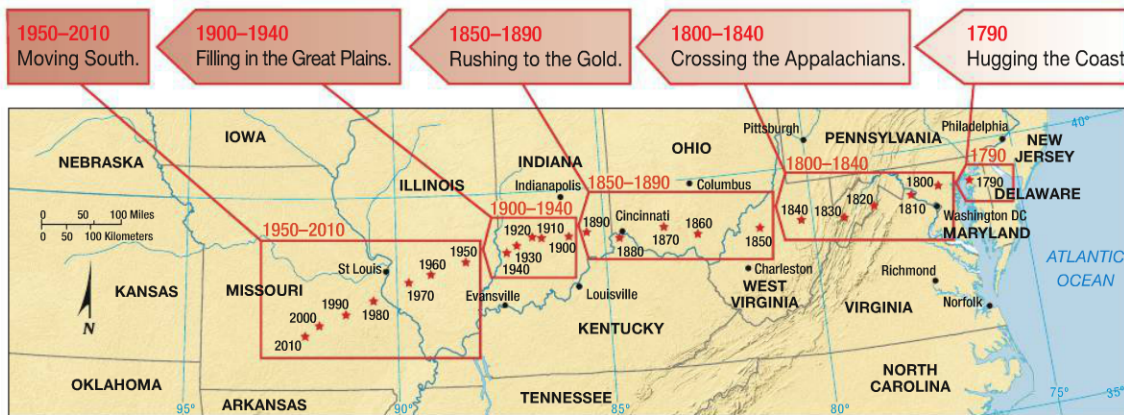 1950–2010
Moving South.
1900–1940
Filling in the Great Plains.
1850–1890
Rushing to the Gold.
1800–1840
Crossing the Appalachians.
1790
Hugging the Coast
NEBRASKA
IOWA
ILLINOIS
INDIANA
Indianapolis
OHIO
Columbus
Pittsburgh
PENNSYLVANIA
Philadelphia
NEW
JERSEY
40°
1790
1790
DELAWARE
1800–1840
1800
1810
1820
1830
1840
Washington DC
MARYLAND
1850–1890
1890
Cincinnati
1880
1870
1860
1850
1900–1940
1920
1910
1900
1930
1940
0
50
100 Miles
0
50
100 Kilometers
1950–2010
1950
1960
1970
1980
1990
2000
2010
St Louis
MISSOURI
KANSAS
N
Evansville
Louisville
KENTUCKY
Charleston
WEST
VIRGINIA
VIRGINIA
Richmond
Norfolk
ATLANTIC
OCEAN
OKLAHOMA
ARKANSAS
TENNESSEE
NORTH
CAROLINA
95°
90°
85°
80°
75°
35°